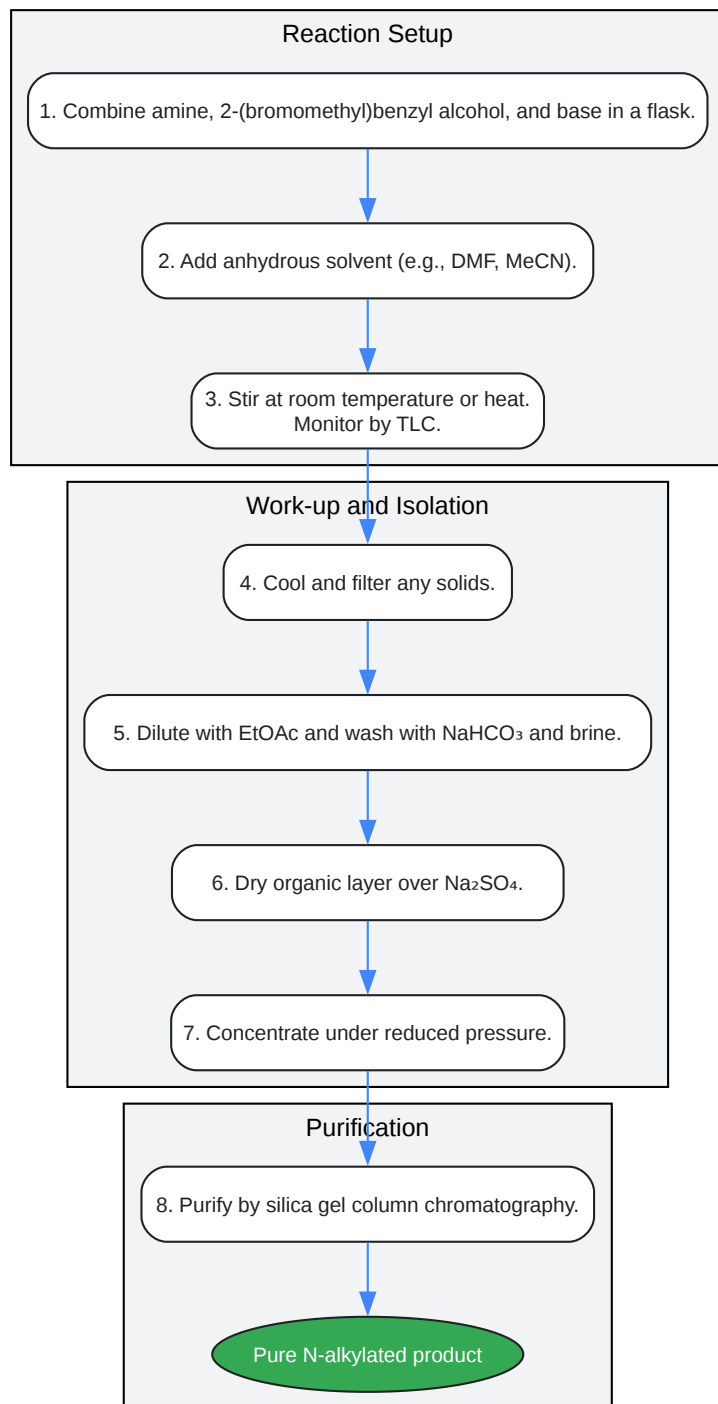 Reaction Setup
1. Combine amine, 2-(bromomethyl)benzyl alcohol, and base in a flask.
2. Add anhydrous solvent (e.g., DMF, MeCN).
3. Stir at room temperature or heat.
Monitor by TLC.
Work-up and Isolation
4. Cool and filter any solids.
5. Dilute with EtOAc and wash with NaHCO₃ and brine.
6. Dry organic layer over Na₂SO₄.
7. Concentrate under reduced pressure.
Purification
8. Purify by silica gel column chromatography.
Pure N-alkylated product